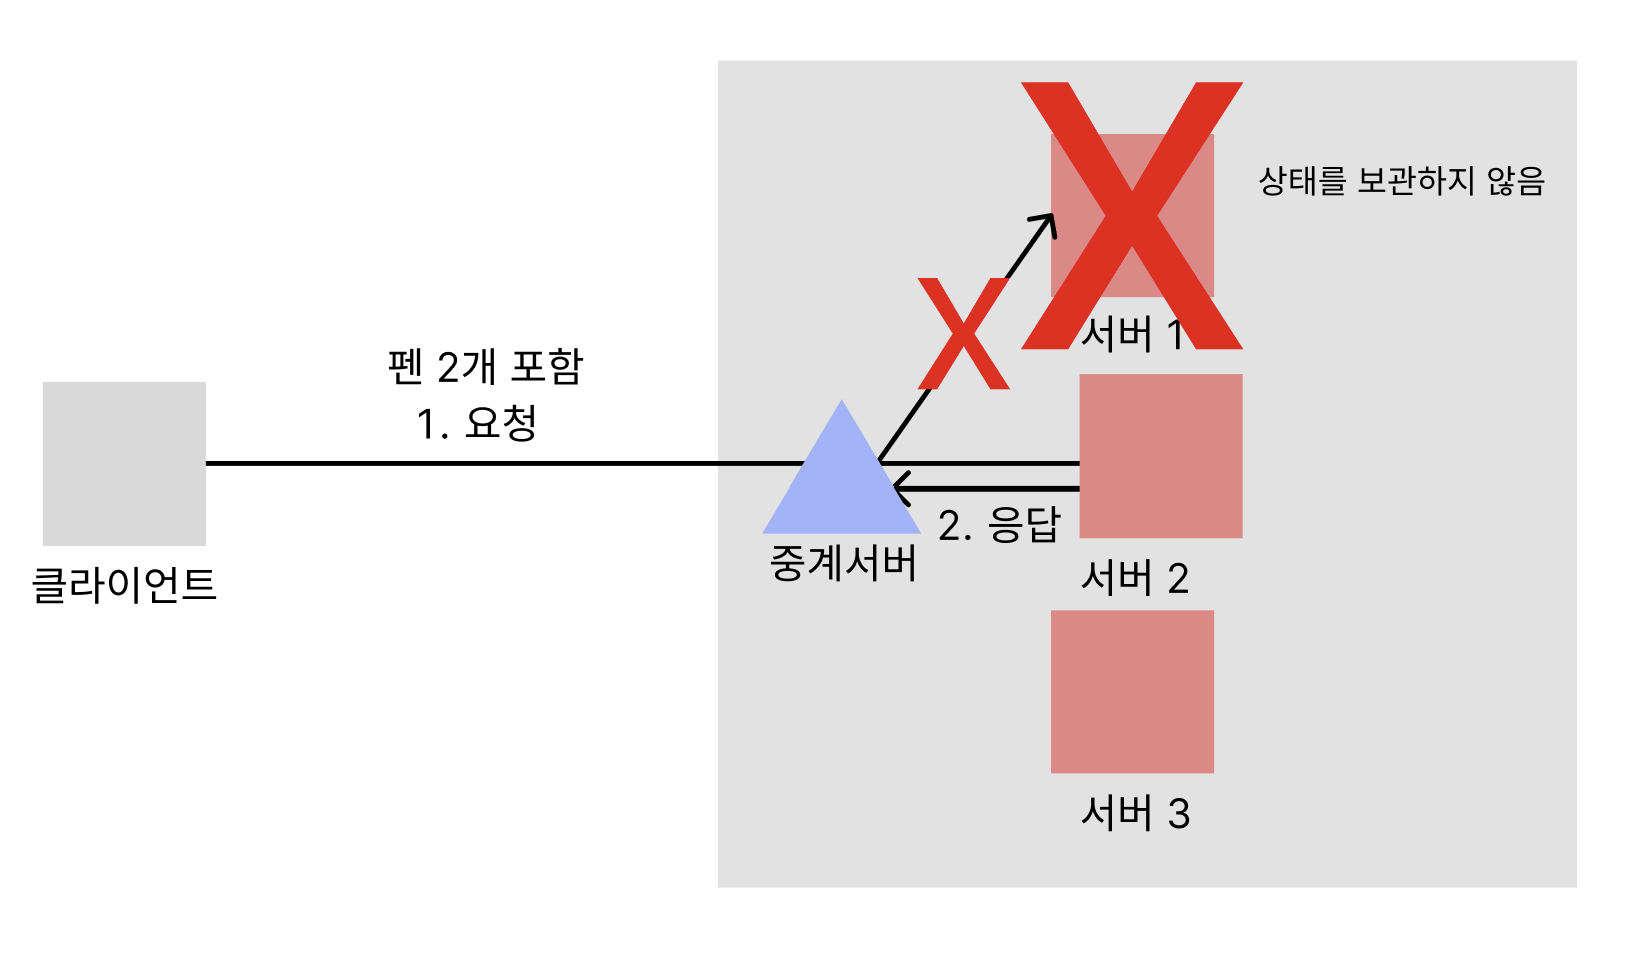 상태를 보관하지 않음
서버 1
펜 2개 포함
1. 요청
2. 응답
중계서버
클라이언트
서버 2
서버 3